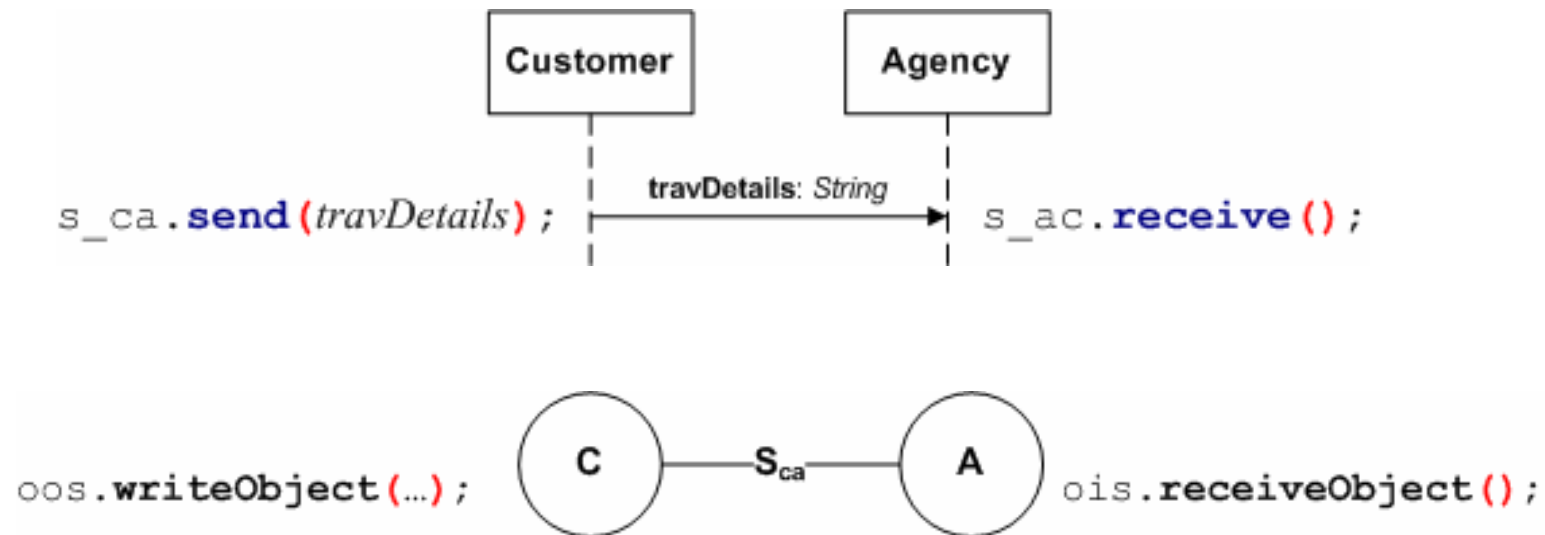 Customer Agency
travDetails: String
s_ca.send(travDetails); s_ac.receive();
C Sca A
oos.writeObject(…); ois.receiveObject();